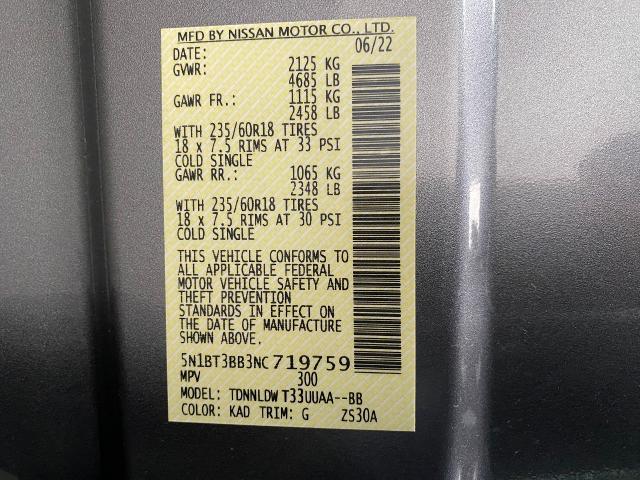 MFD BY NISSAN MOTOR CO., LTD.
DATE: 06/22
GVWR: 2125 KG
4685 LB
GAWR FR.: 1115 KG
2458 LB
WITH 235/60R18 TIRES
18 x 7.5 RIMS AT 33 PSI
COLD SINGLE
GAWR RR.: 1065 KG
2348 LB
WITH 235/60R18 TIRES
18 x 7.5 RIMS AT 30 PSI
COLD SINGLE
THIS VEHICLE CONFORMS TO
ALL APPLICABLE FEDERAL
MOTOR VEHICLE SAFETY AND
THEFT PREVENTION
STANDARDS IN EFFECT ON
THE DATE OF MANUFACTURE
SHOWN ABOVE.
5N1BT3BB3NC719759
MPV 300
MODEL: TDNNLDWT33UUAA--BB
COLOR: KAD TRIM: G ZS30A